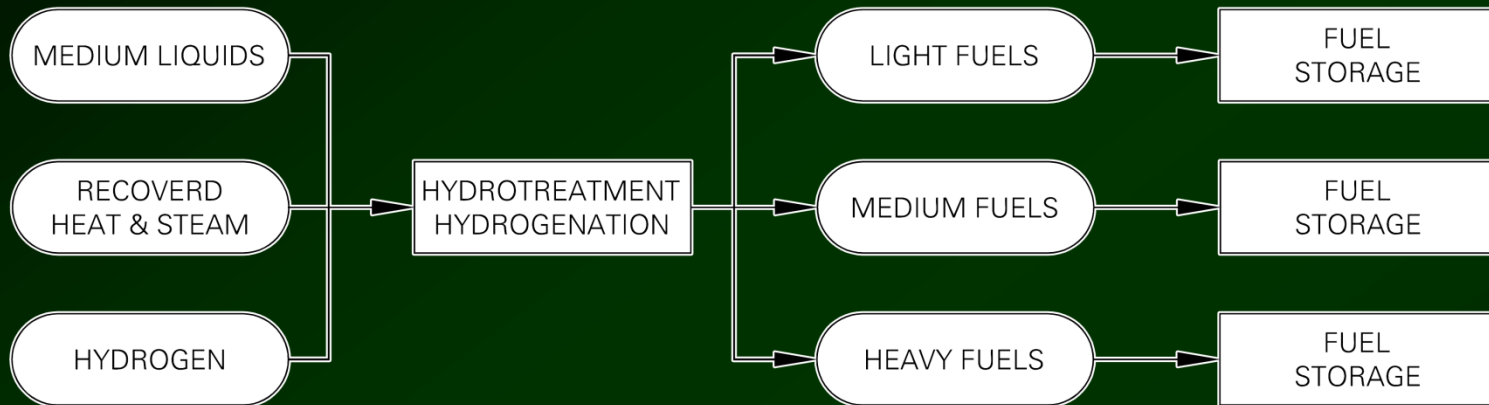 MEDIUM LIQUIDS
RECOVERD
HEAT & STEAM
HYDROGEN
HYDROTREATMENT
HYDROGENATION
LIGHT FUELS
MEDIUM FUELS
HEAVY FUELS
FUEL
STORAGE
FUEL
STORAGE
FUEL
STORAGE